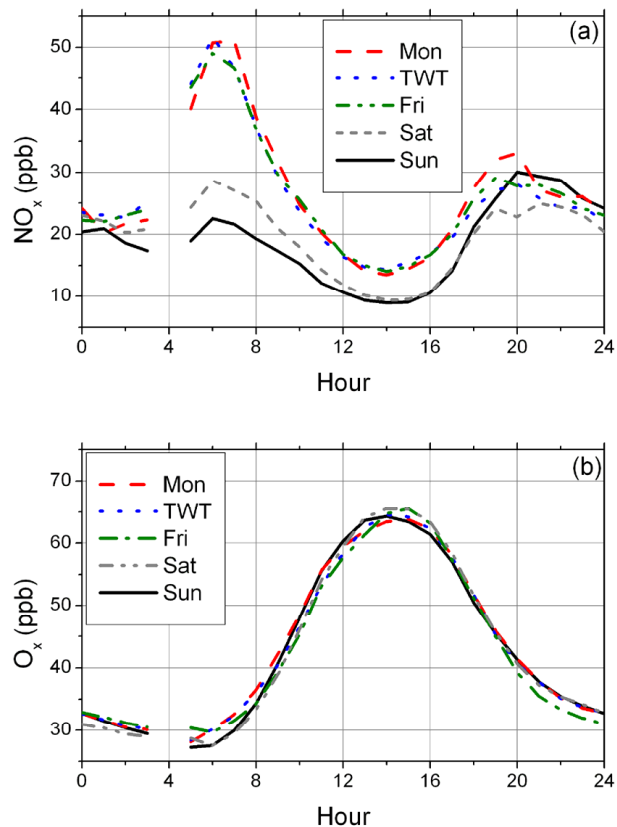 (a)
50
40
30
20
10
NOx (ppb)
Mon
TWT
Fri
Sat
Sun
0 4 8 12 16 20 24
Hour
(b)
70
60
50
40
30
Ox (ppb)
Mon
TWT
Fri
Sat
Sun
0 4 8 12 16 20 24
Hour